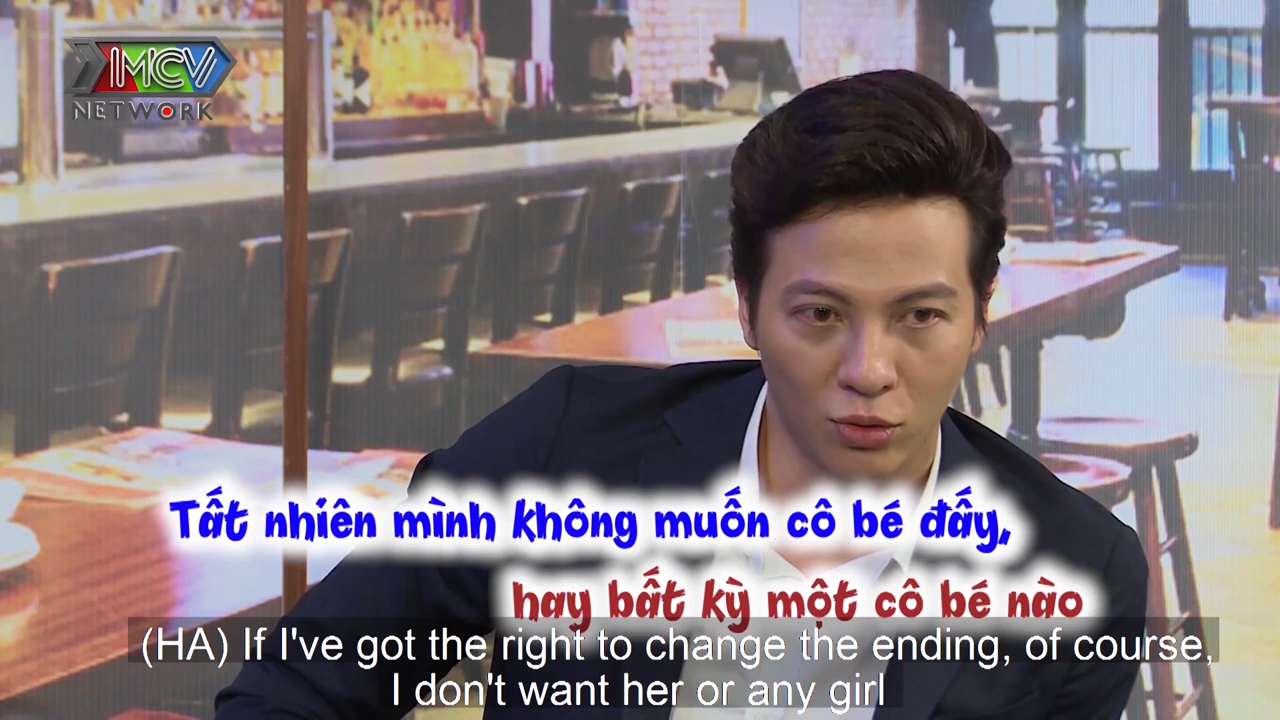 MCV
NETWORK
Tất nhiên mình không muốn cô bé đấy,
hay bất kỳ một cô bé nào
(HA) If I've got the right to change the ending, of course,
I don't want her or any girl